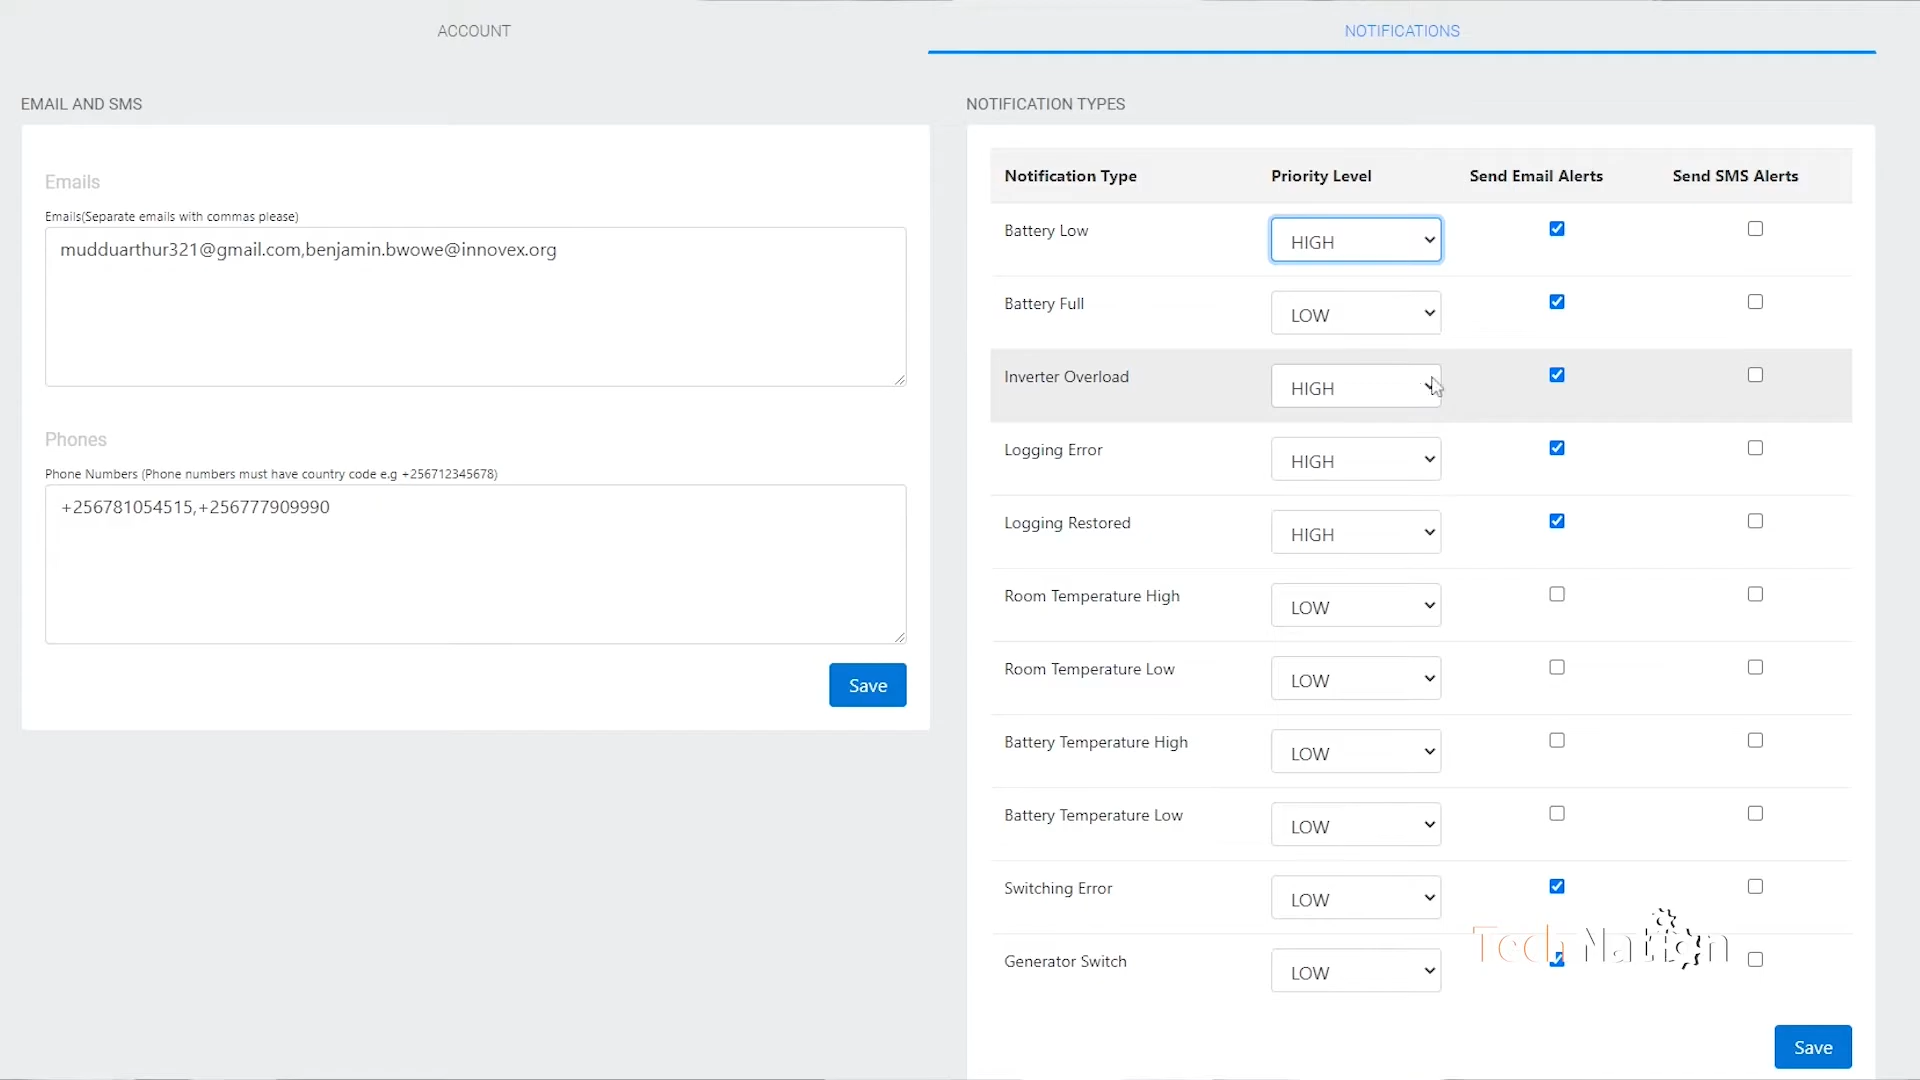 ACCOUNT
NOTIFICATIONS
EMAIL AND SMS
Emails
Emails(Separate emails with commas please)
mudduarthur321@gmail.com,benjamin.bwowe@innovex.org
Phones
Phone Numbers (Phone numbers must have country code e.g +256712345678)
+256781054515,+256777909990
Save
NOTIFICATION TYPES
Notification Type Priority Level Send Email Alerts Send SMS Alerts
Battery Low HIGH
Battery Full LOW
Inverter Overload HIGH
Logging Error HIGH
Logging Restored HIGH
Room Temperature High LOW
Room Temperature Low LOW
Battery Temperature High LOW
Battery Temperature Low LOW
Switching Error LOW
Tech Nation
Generator Switch LOW
Save